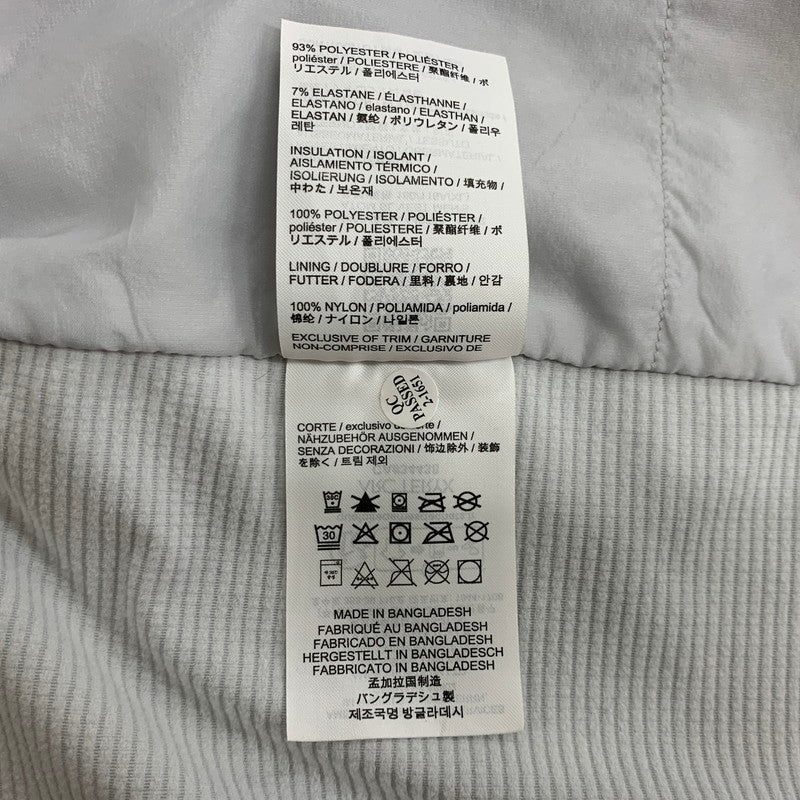 93% POLYESTER / POLIÉSTER /
poliéster / POLIESTERE / 聚酯纤维 / ポ
リエステル / 폴리에스터
7% ELASTANE / ÉLASTHANNE /
ELASTANO / elastano / ELASTHAN /
ELASTAN / 氨纶 / ポリウレタン / 폴리우
레탄
INSULATION / ISOLANT /
AISLAMIENTO TÉRMICO /
ISOLIERUNG / ISOLAMENTO / 填充物 /
中わた / 보온재
100% POLYESTER / POLIÉSTER /
poliéster / POLIESTERE / 聚酯纤维 / ポ
リエステル / 폴리에스터
LINING / DOUBLURE / FORRO /
FUTTER / FODERA / 里料 / 裏地 / 안감
100% NYLON / POLIAMIDA / poliamida /
锦纶 / ナイロン / 나일론
EXCLUSIVE OF TRIM / GARNITURE
NON-COMPRISE / EXCLUSIVO DE
QC
PASSED
2-1651
CORTE / exclusivo de corte /
NÄHZUBEHÖR AUSGENOMMEN /
SENZA DECORAZIONI / 饰边除外 / 装飾
を除く / 트림 제외
30
MADE IN BANGLADESH
FABRIQUÉ AU BANGLADESH
FABRICADO EN BANGLADESH
HERGESTELLT IN BANGLADESCH
FABBRICATO IN BANGLADESH
孟加拉国制造
バングラデシュ製
제조국명 방글라데시